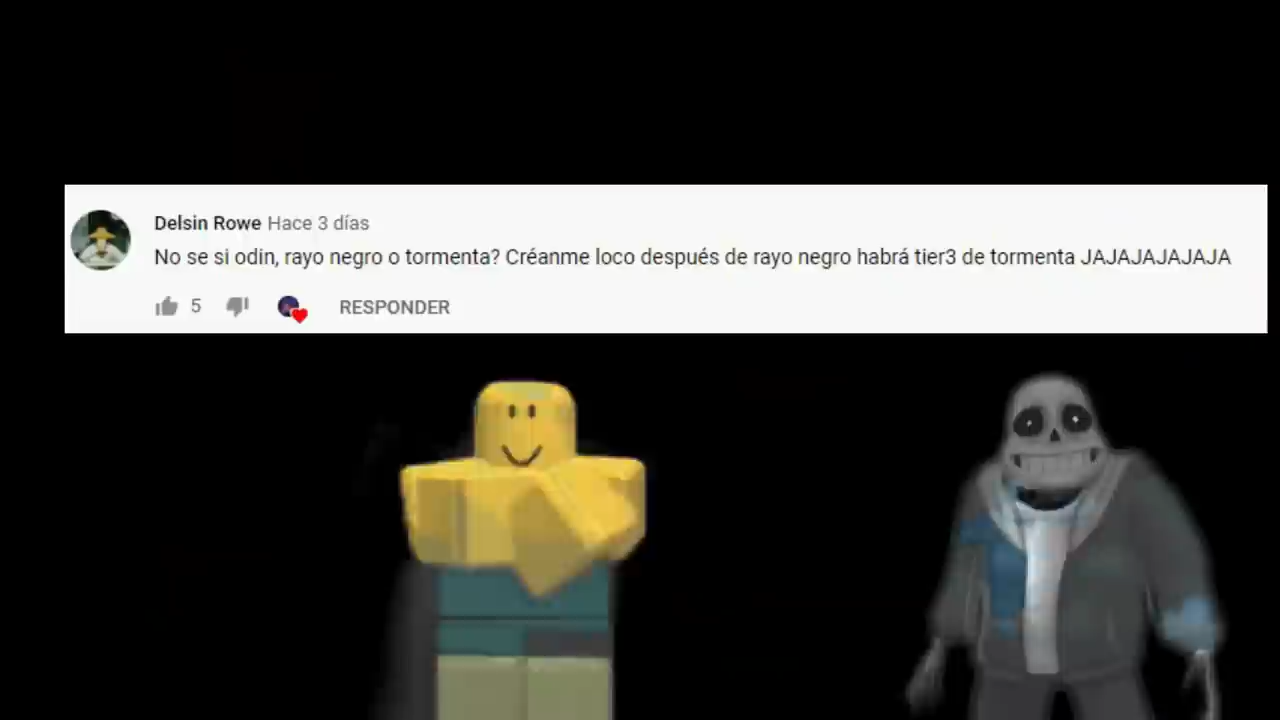 Delsin Rowe Hace 3 días
No se si odin, rayo negro o tormenta? Créanme loco después de rayo negro habrá tier3 de tormenta JAJAJAJAJAJA
5 RESPONDER